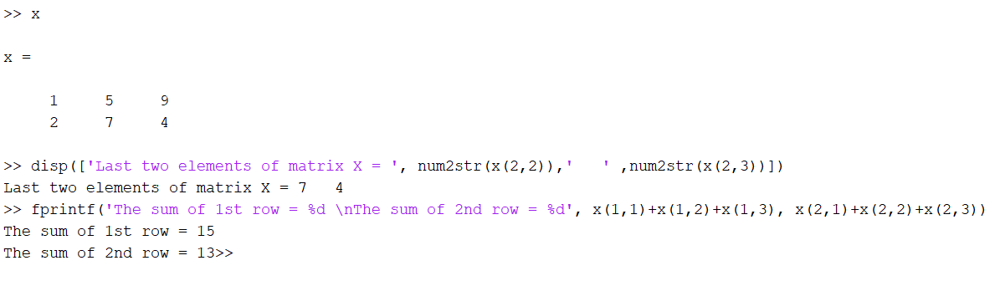 >> x
x =
1 5 9
2 7 4
>> disp(['Last two elements of matrix X = ', num2str(x(2,2)),'   ' ,num2str(x(2,3))])
Last two elements of matrix X = 7   4
>> fprintf('The sum of 1st row = %d \nThe sum of 2nd row = %d', x(1,1)+x(1,2)+x(1,3), x(2,1)+x(2,2)+x(2,3))
The sum of 1st row = 15
The sum of 2nd row = 13>>